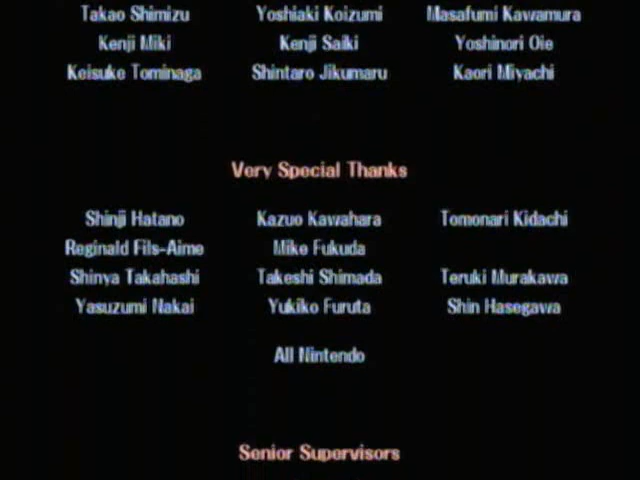 Takao Shimizu Yoshiaki Koizumi Masafumi Kawamura
Kenji Miki Kenji Saiki Yoshinori Oie
Keisuke Tominaga Shintaro Jikumaru Kaori Miyachi
Very Special Thanks
Shinji Hatano Kazuo Kawahara Tomonari Kidachi
Reginald Fils-Aime Mike Fukuda
Shinya Takahashi Takeshi Shimada Teruki Murakawa
Yasuzumi Nakai Yukiko Furuta Shin Hasegawa
All Nintendo
Senior Supervisors